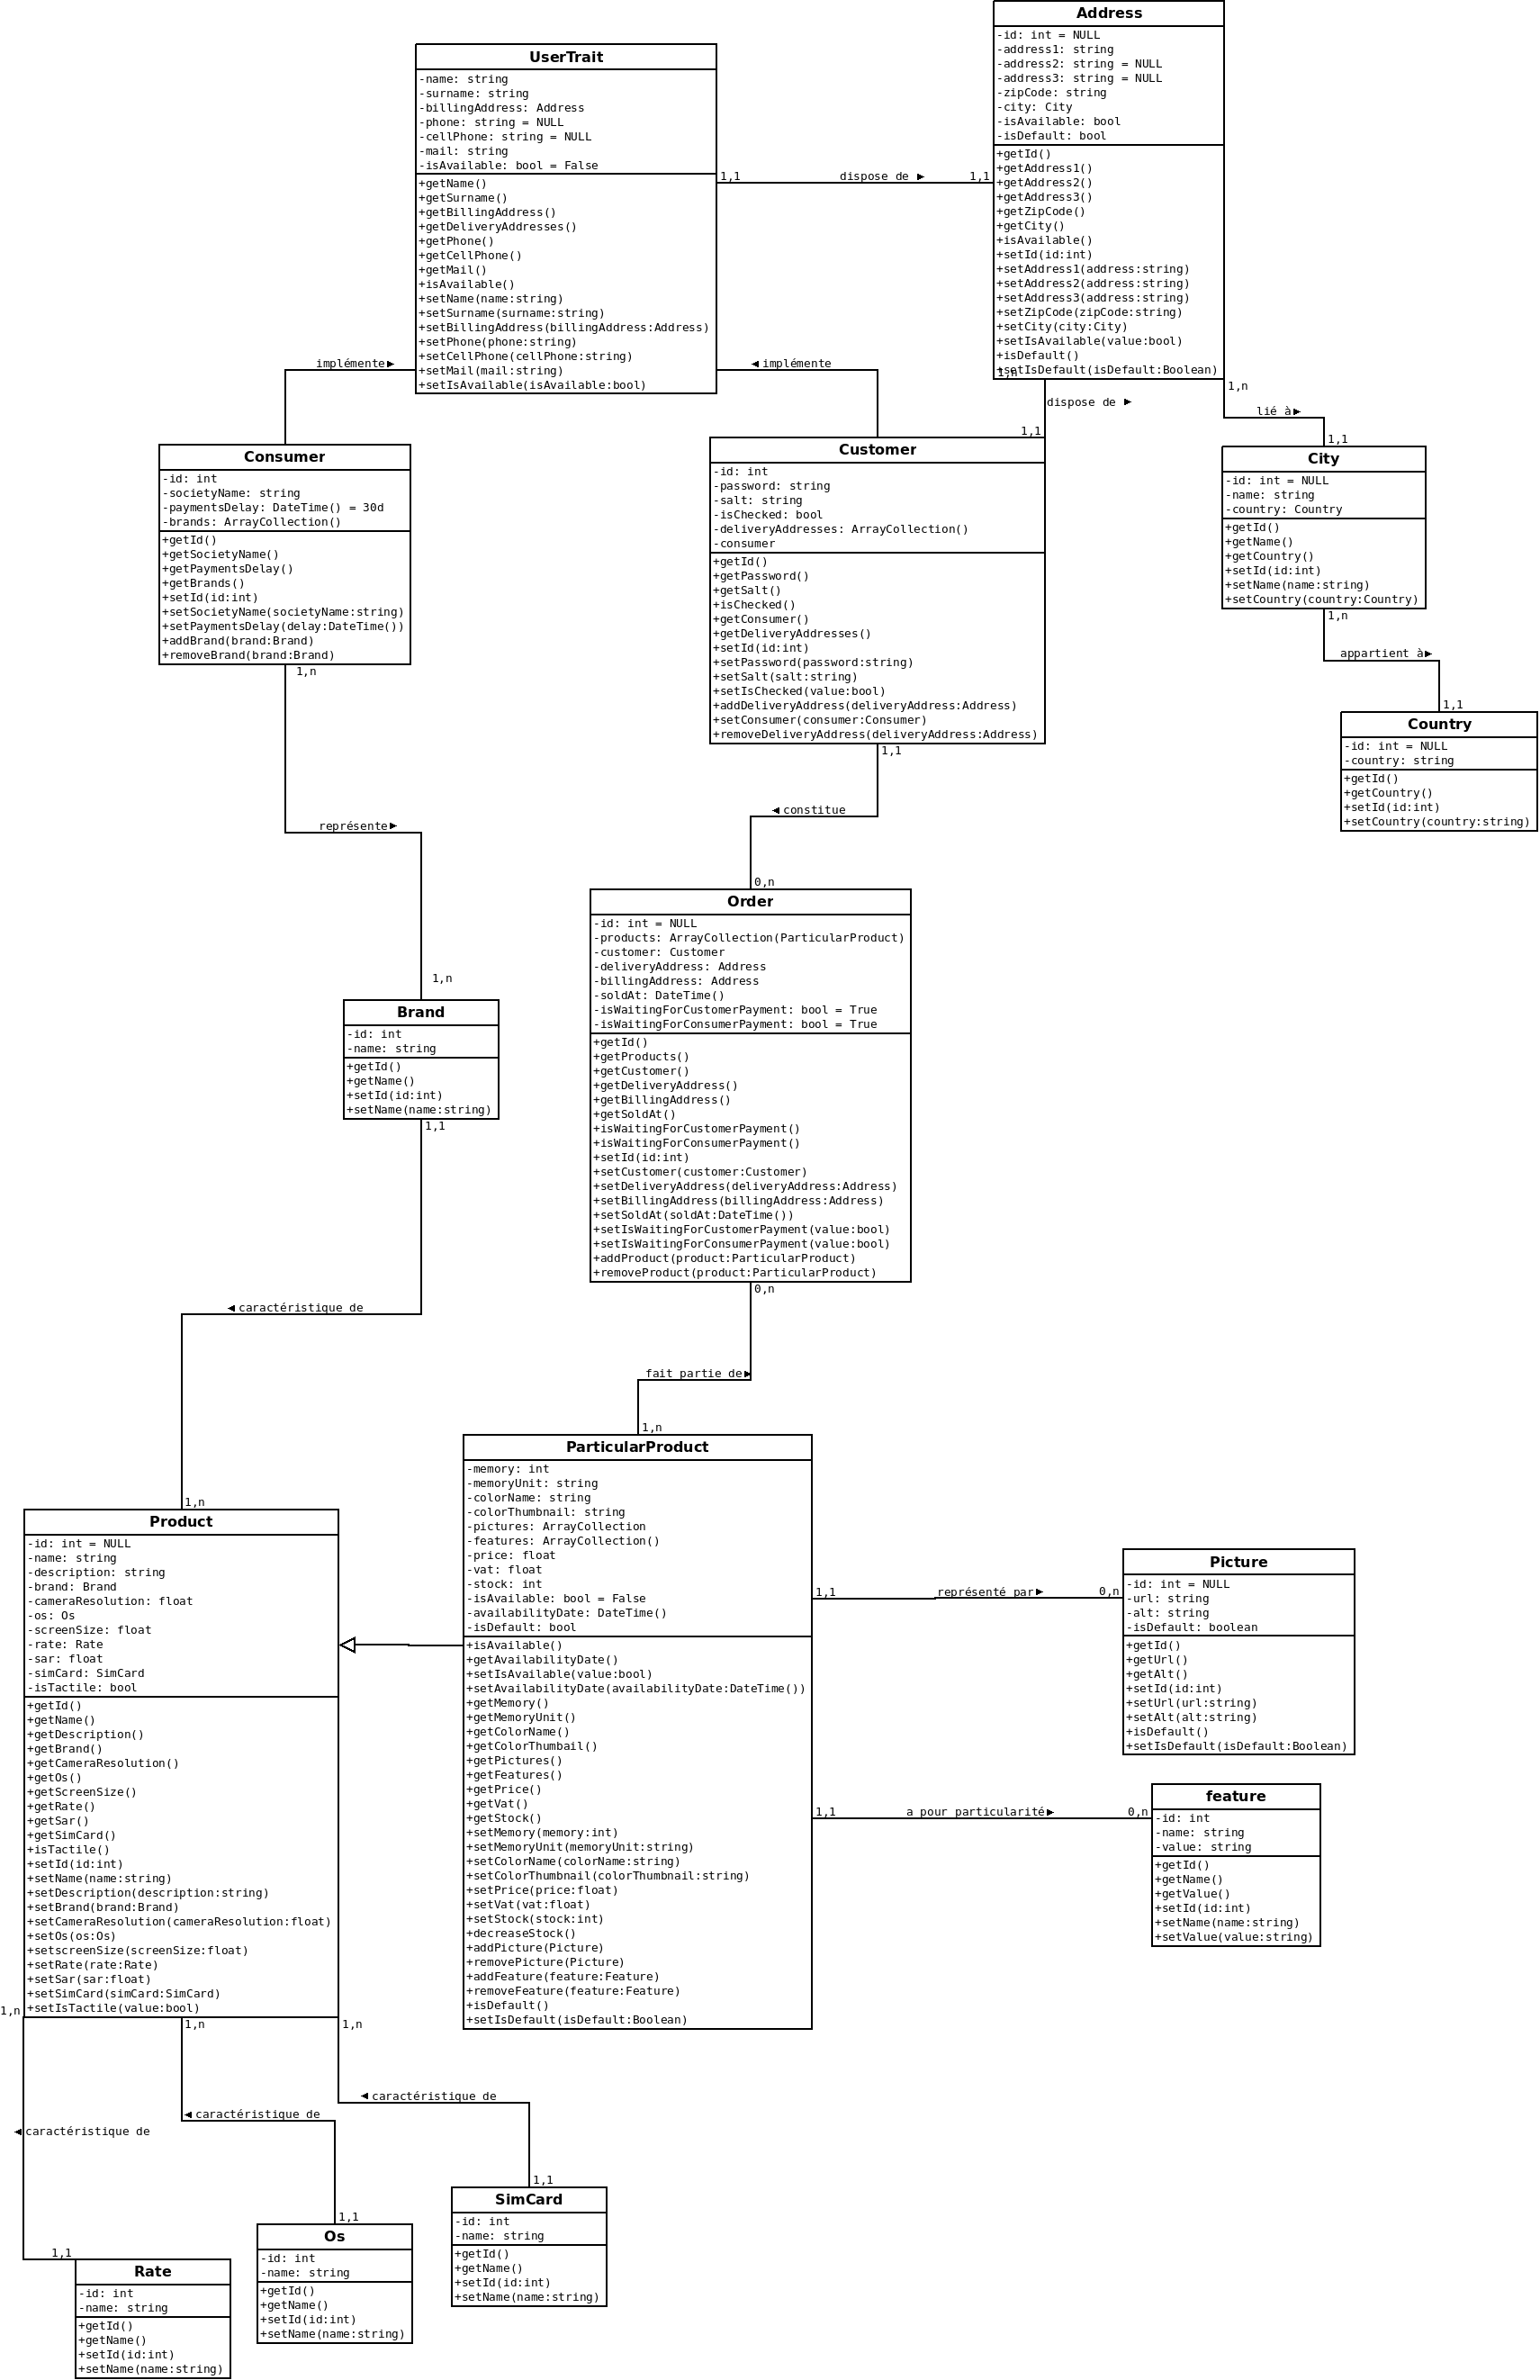 UserTrait
-name: string
-surname: string
-billingAddress: Address
-phone: string = NULL
-cellPhone: string = NULL
-mail: string
-isAvailable: bool = False
+getName()
+getSurname()
+getBillingAddress()
+getDeliveryAddresses()
+getPhone()
+getCellPhone()
+getMail()
+isAvailable()
+setName(name:string)
+setSurname(surname:string)
+setBillingAddress(billingAddress:Address)
+setPhone(phone:string)
+setCellPhone(cellPhone:string)
+setMail(mail:string)
+setIsAvailable(isAvailable:bool)
1,1
dispose de ►
1,1
Address
-id: int = NULL
-address1: string
-address2: string = NULL
-address3: string = NULL
-zipCode: string
-city: City
-isAvailable: bool
-isDefault: bool
+getId()
+getAddress1()
+getAddress2()
+getAddress3()
+getZipCode()
+getCity()
+isAvailable()
+setId(id:int)
+setAddress1(address:string)
+setAddress2(address:string)
+setAddress3(address:string)
+setZipCode(zipCode:string)
+setCity(city:City)
+setIsAvailable(value:bool)
+isDefault()
+setIsDefault(isDefault:Boolean)
1,n
dispose de ►
1,1
1,n
lié à►
1,1
implémente►
◄ implémente
Consumer
-id: int
-societyName: string
-paymentsDelay: DateTime() = 30d
-brands: ArrayCollection()
+getId()
+getSocietyName()
+getPaymentsDelay()
+getBrands()
+setId(id:int)
+setSocietyName(societyName:string)
+setPaymentsDelay(delay:DateTime())
+addBrand(brand:Brand)
+removeBrand(brand:Brand)
1,n
représente►
1,n
Customer
-id: int
-password: string
-salt: string
-isChecked: bool
-deliveryAddresses: ArrayCollection()
-consumer
+getId()
+getPassword()
+getSalt()
+isChecked()
+getConsumer()
+getDeliveryAddresses()
+setId(id:int)
+setPassword(password:string)
+setSalt(salt:string)
+setIsChecked(value:bool)
+addDeliveryAddress(deliveryAddress:Address)
+setConsumer(consumer:Consumer)
+removeDeliveryAddress(deliveryAddress:Address)
1,1
◄ constitue
0,n
City
-id: int = NULL
-name: string
-country: Country
+getId()
+getName()
+getCountry()
+setId(id:int)
+setName(name:string)
+setCountry(country:Country)
1,n
appartient à►
1,1
Country
-id: int = NULL
-country: string
+getId()
+getCountry()
+setId(id:int)
+setCountry(country:string)
Order
-id: int = NULL
-products: ArrayCollection(ParticularProduct)
-customer: Customer
-deliveryAddress: Address
-billingAddress: Address
-soldAt: DateTime()
-isWaitingForCustomerPayment: bool = True
-isWaitingForConsumerPayment: bool = True
+getId()
+getProducts()
+getCustomer()
+getDeliveryAddress()
+getBillingAddress()
+getSoldAt()
+isWaitingForCustomerPayment()
+isWaitingForConsumerPayment()
+setId(id:int)
+setCustomer(customer:Customer)
+setDeliveryAddress(deliveryAddress:Address)
+setBillingAddress(billingAddress:Address)
+setSoldAt(soldAt:DateTime())
+setIsWaitingForCustomerPayment(value:bool)
+setIsWaitingForConsumerPayment(value:bool)
+addProduct(product:ParticularProduct)
+removeProduct(product:ParticularProduct)
0,n
fait partie de►
1,n
Brand
-id: int
-name: string
+getId()
+getName()
+setId(id:int)
+setName(name:string)
1,1
◄ caractéristique de
1,n
Product
-id: int = NULL
-name: string
-description: string
-brand: Brand
-cameraResolution: float
-os: Os
-screenSize: float
-rate: Rate
-sar: float
-simCard: SimCard
-isTactile: bool
+getId()
+getName()
+getDescription()
+getBrand()
+getCameraResolution()
+getOs()
+getScreenSize()
+getRate()
+getSar()
+getSimCard()
+isTactile()
+setId(id:int)
+setName(name:string)
+setDescription(description:string)
+setBrand(brand:Brand)
+setCameraResolution(cameraResolution:float)
+setOs(os:Os)
+setscreenSize(screenSize:float)
+setRate(rate:Rate)
+setSar(sar:float)
+setSimCard(simCard:SimCard)
+setIsTactile(value:bool)
ParticularProduct
-memory: int
-memoryUnit: string
-colorName: string
-colorThumbnail: string
-pictures: ArrayCollection
-features: ArrayCollection()
-price: float
-vat: float
-stock: int
-isAvailable: bool = False
-availabilityDate: DateTime()
-isDefault: bool
+isAvailable()
+getAvailabilityDate()
+setIsAvailable(value:bool)
+setAvailabilityDate(availabilityDate:DateTime())
+getMemory()
+getMemoryUnit()
+getColorName()
+getColorThumbail()
+getPictures()
+getFeatures()
+getPrice()
+getVat()
+getStock()
+setMemory(memory:int)
+setMemoryUnit(memoryUnit:string)
+setColorName(colorName:string)
+setColorThumbnail(colorThumbnail:string)
+setPrice(price:float)
+setVat(vat:float)
+setStock(stock:int)
+decreaseStock()
+addPicture(Picture)
+removePicture(Picture)
+addFeature(feature:Feature)
+removeFeature(feature:Feature)
+isDefault()
+setIsDefault(isDefault:Boolean)
1,1
représenté par►
0,n
Picture
-id: int = NULL
-url: string
-alt: string
-isDefault: boolean
+getId()
+getUrl()
+getAlt()
+setId(id:int)
+setUrl(url:string)
+setAlt(alt:string)
+isDefault()
+setIsDefault(isDefault:Boolean)
1,1
a pour particularité►
0,n
feature
-id: int
-name: string
-value: string
+getId()
+getName()
+getValue()
+setId(id:int)
+setName(name:string)
+setValue(value:string)
1,n
1,n
1,n
◄ caractéristique de
◄ caractéristique de
◄ caractéristique de
1,1
SimCard
-id: int
-name: string
+getId()
+getName()
+setId(id:int)
+setName(name:string)
1,1
Os
-id: int
-name: string
+getId()
+getName()
+setId(id:int)
+setName(name:string)
1,1
Rate
-id: int
-name: string
+getId()
+getName()
+setId(id:int)
+setName(name:string)